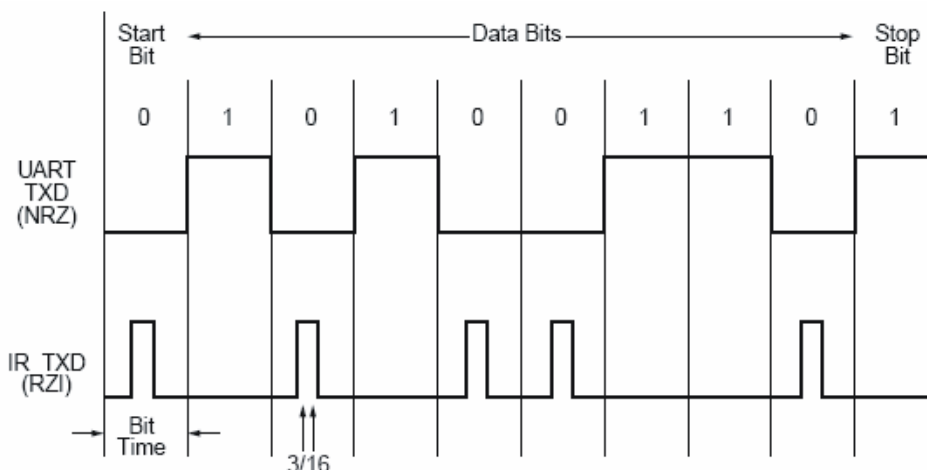 Start Bit
Data Bits
Stop Bit
0 1 0 1 0 0 1 1 0 1
UART
TXD
(NRZ)
IR_TXD
(RZI)
Bit
Time
3/16